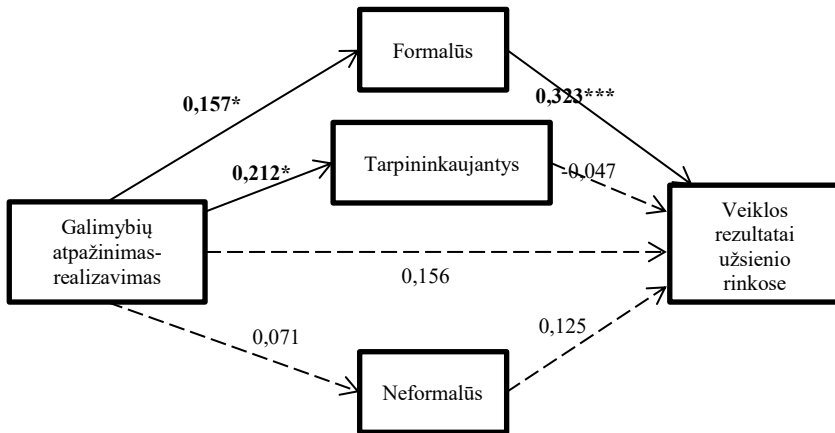 Formalūs
0,157*
0,323***
0,212*
Tarpininkaujantys
-0,047
Galimybių
atpažinimas-
realizavimas
Veiklos
rezultatai
užsienio
rinkose
0,156
0,071
0,125
Neformalūs